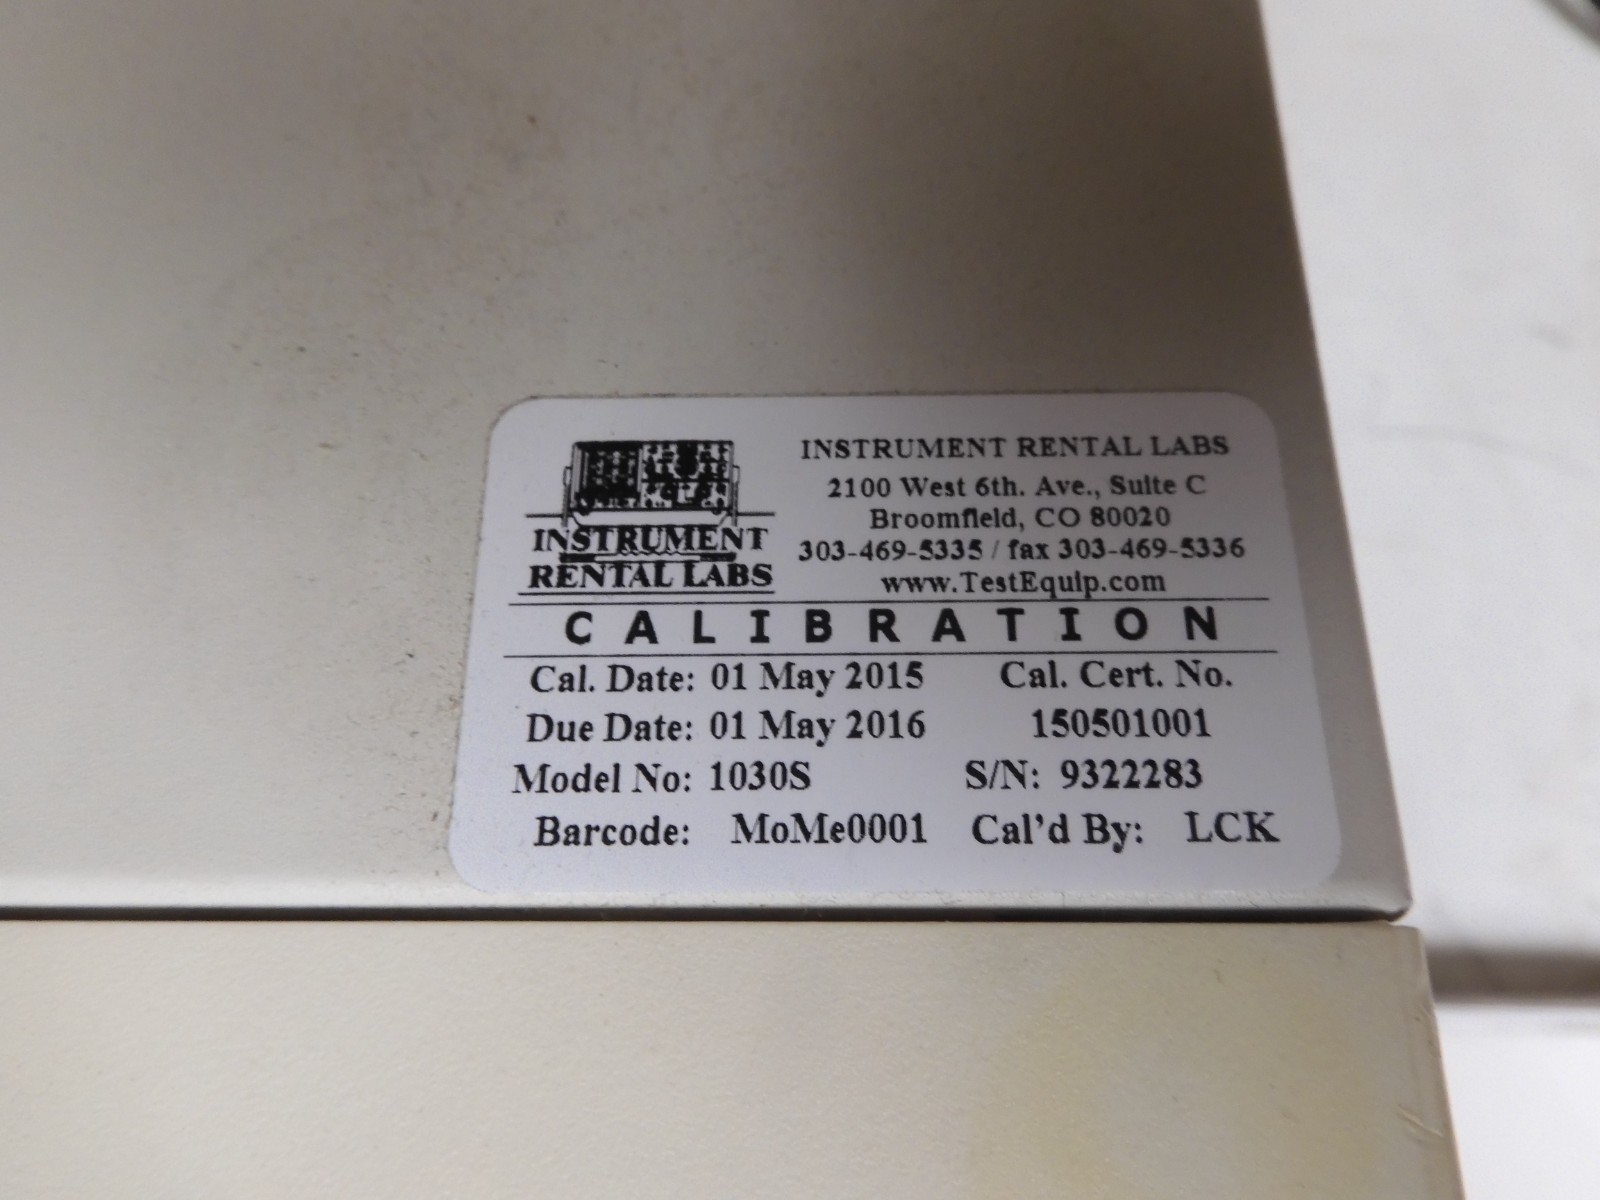 INSTRUMENT
RENTAL LABS
INSTRUMENT RENTAL LABS
2100 West 6th. Ave., Suite C
Broomfield, CO 80020
303-469-5335 / fax 303-469-5336
www.TestEquip.com
CALIBRATION
Cal. Date: 01 May 2015 Cal. Cert. No.
Due Date: 01 May 2016 150501001
Model No: 1030S S/N: 9322283
Barcode: MoMe0001 Cal'd By: LCK